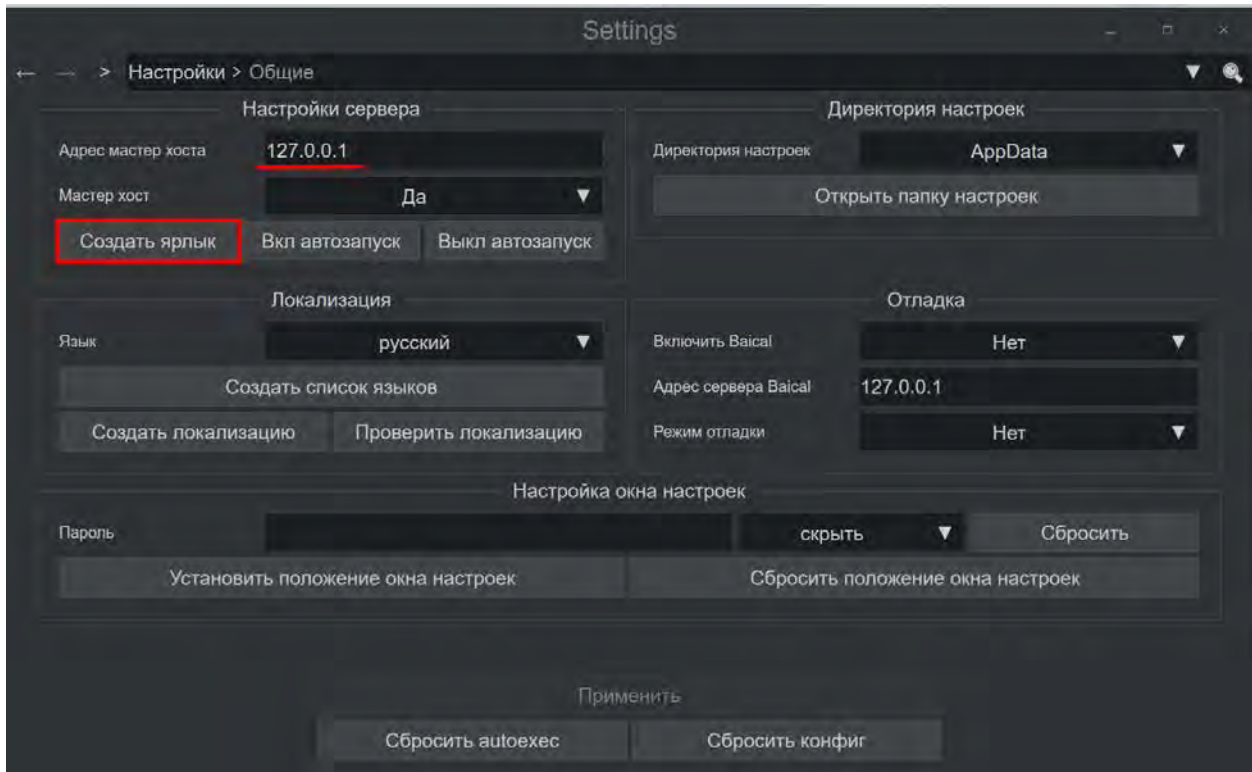 Settings
Настройки > Общие
Настройки сервера
Адрес мастер хоста 127.0.0.1
Мастер хост Да
Создать ярлык Вкл автозапуск Выкл автозапуск
Директория настроек
Директория настроек AppData
Открыть папку настроек
Локализация
Язык русский
Создать список языков
Создать локализацию Проверить локализацию
Отладка
Включить Baical Нет
Адрес сервера Baical 127.0.0.1
Режим отладки Нет
Настройка окна настроек
Пароль скрыть Сбросить
Установить положение окна настроек Сбросить положение окна настроек
Применить
Сбросить autoexec Сбросить конфиг